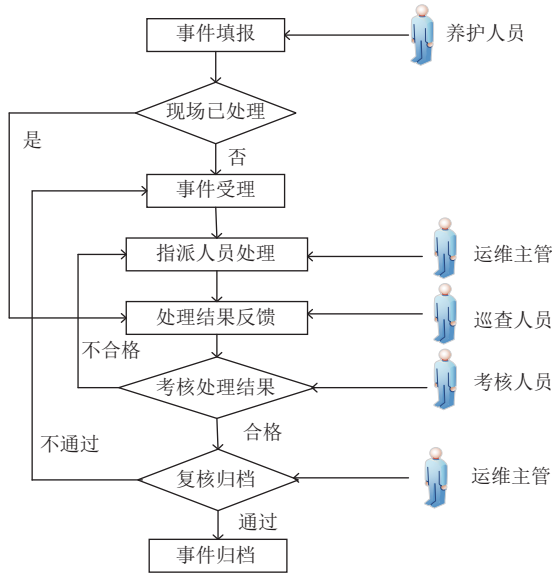 事件填报
养护人员
现场已处理
是
否
事件受理
指派人员处理
运维主管
处理结果反馈
巡查人员
不合格
考核处理结果
考核人员
合格
不通过
复核归档
运维主管
通过
事件归档